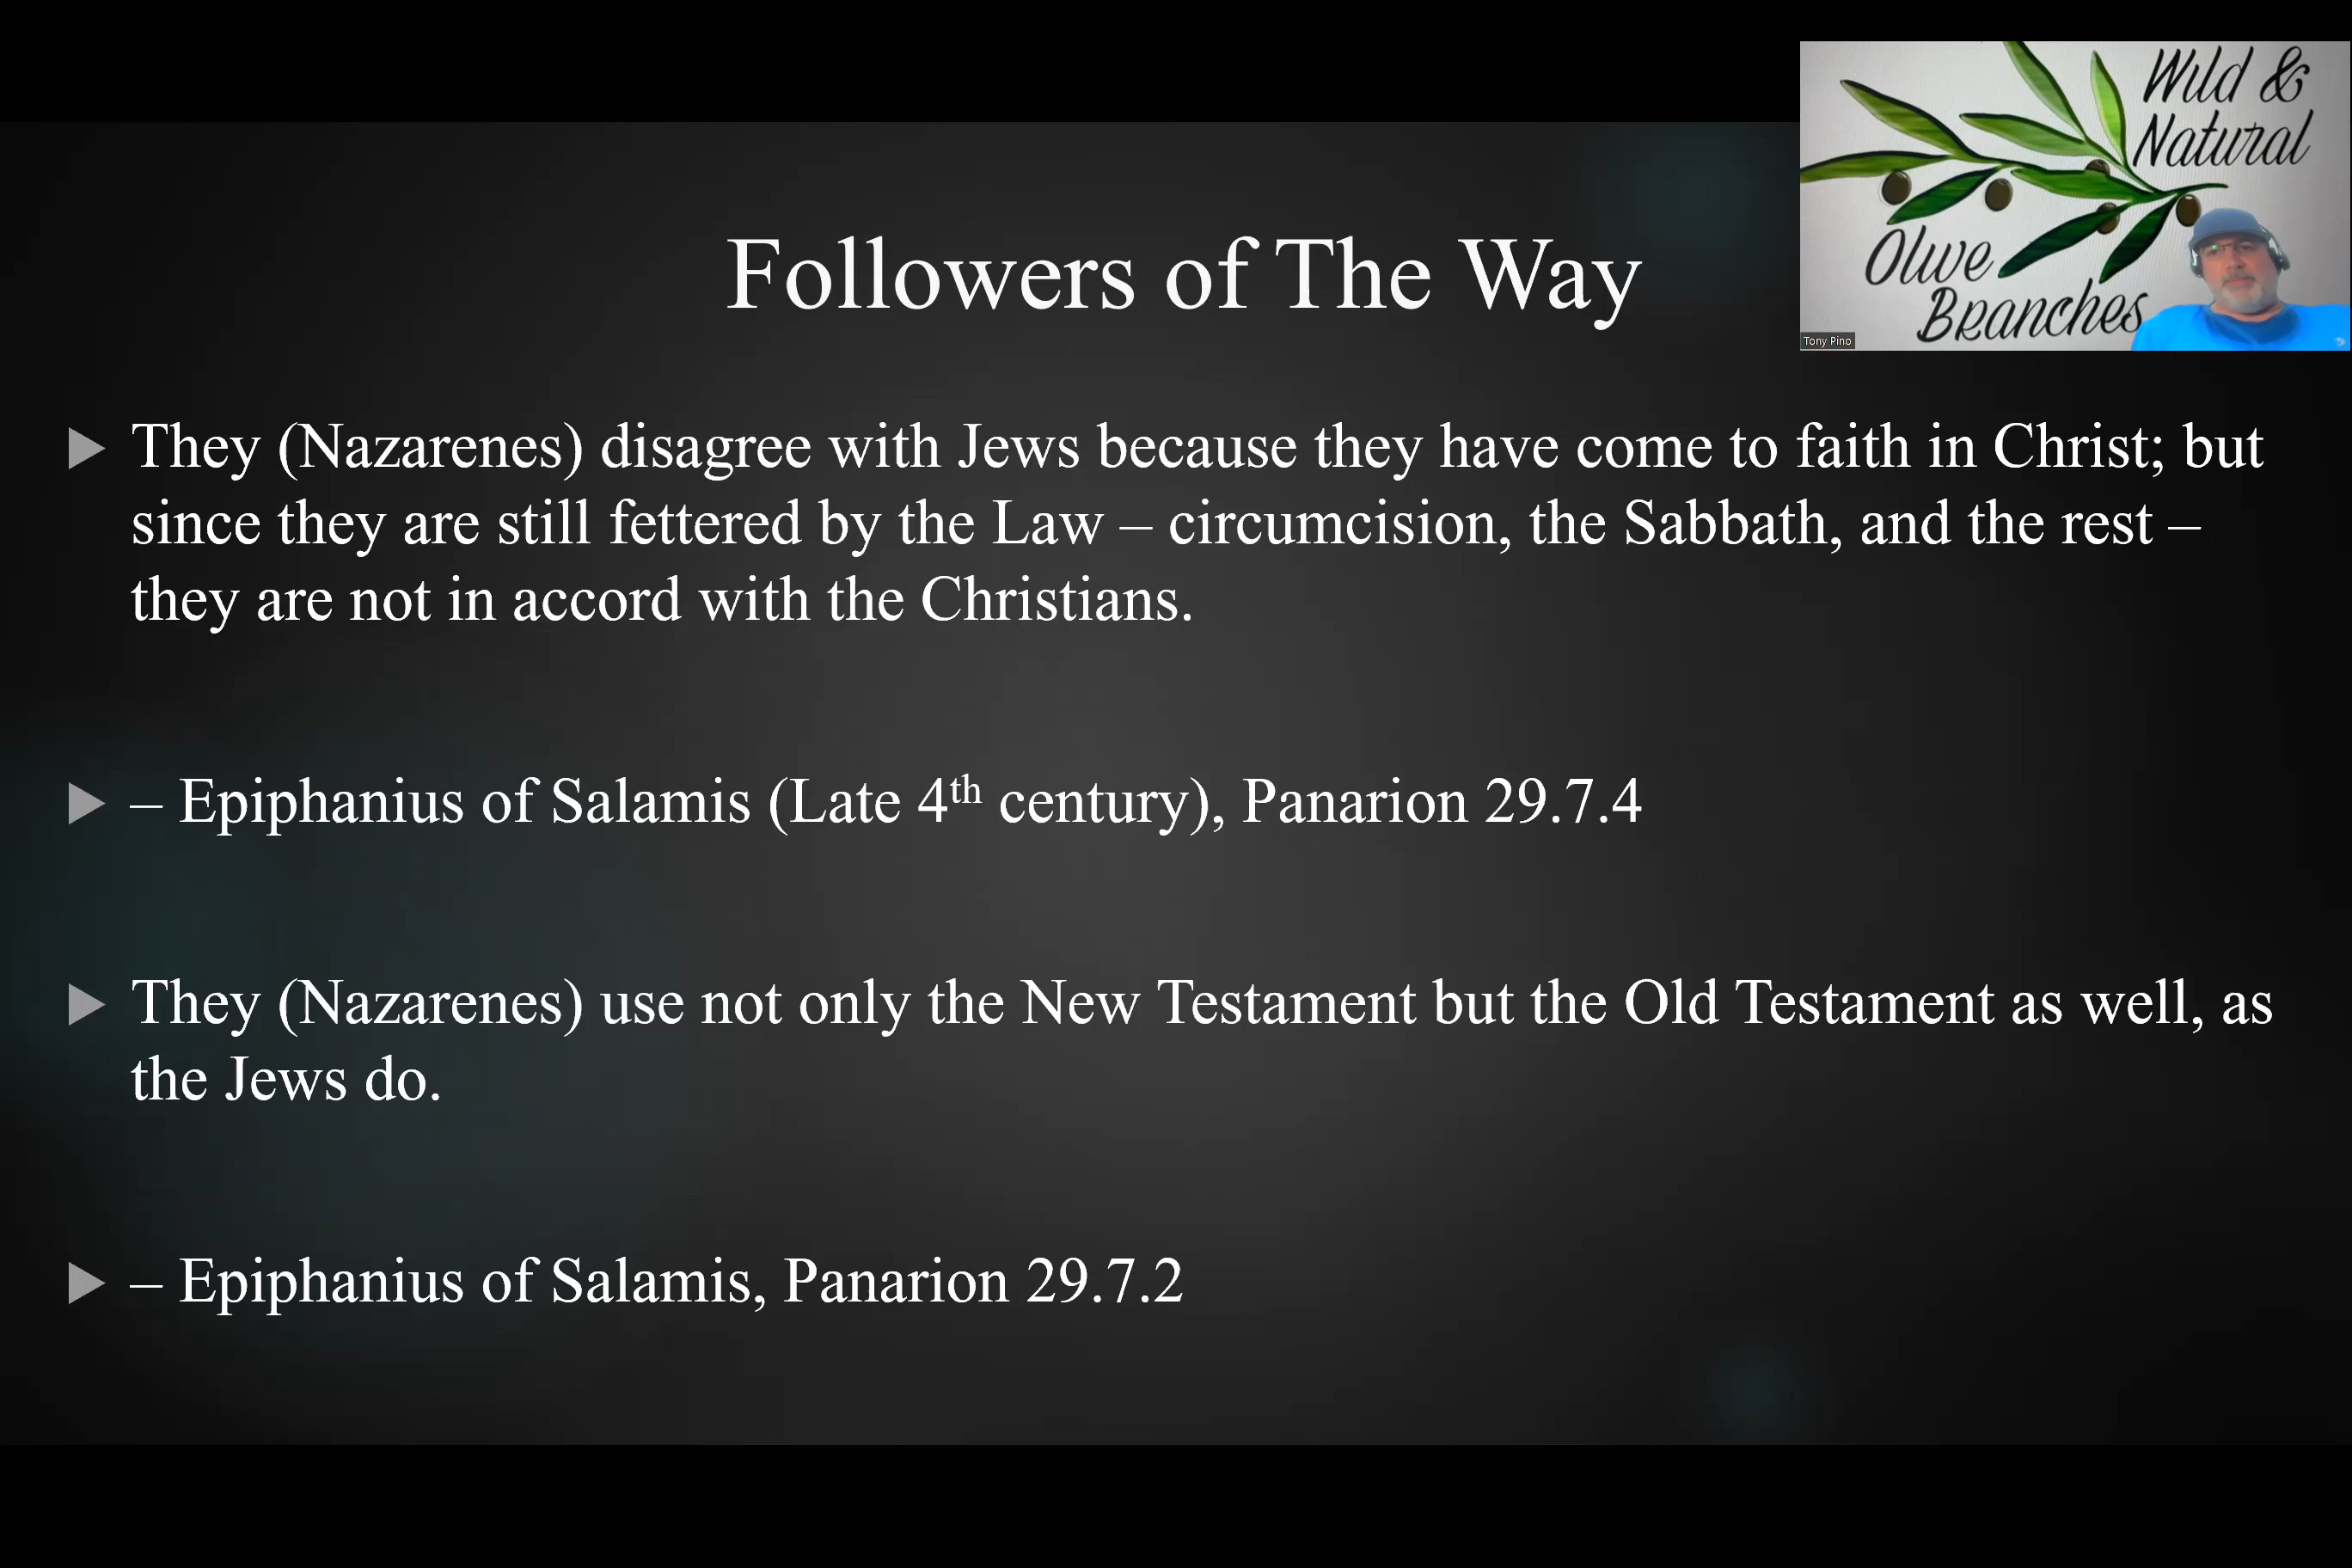 Wild &
Natural
Olive
Branches
Tony Pino
Followers of The Way
They (Nazarenes) disagree with Jews because they have come to faith in Christ; but
since they are still fettered by the Law – circumcision, the Sabbath, and the rest –
they are not in accord with the Christians.
– Epiphanius of Salamis (Late 4th century), Panarion 29.7.4
They (Nazarenes) use not only the New Testament but the Old Testament as well, as
the Jews do.
– Epiphanius of Salamis, Panarion 29.7.2